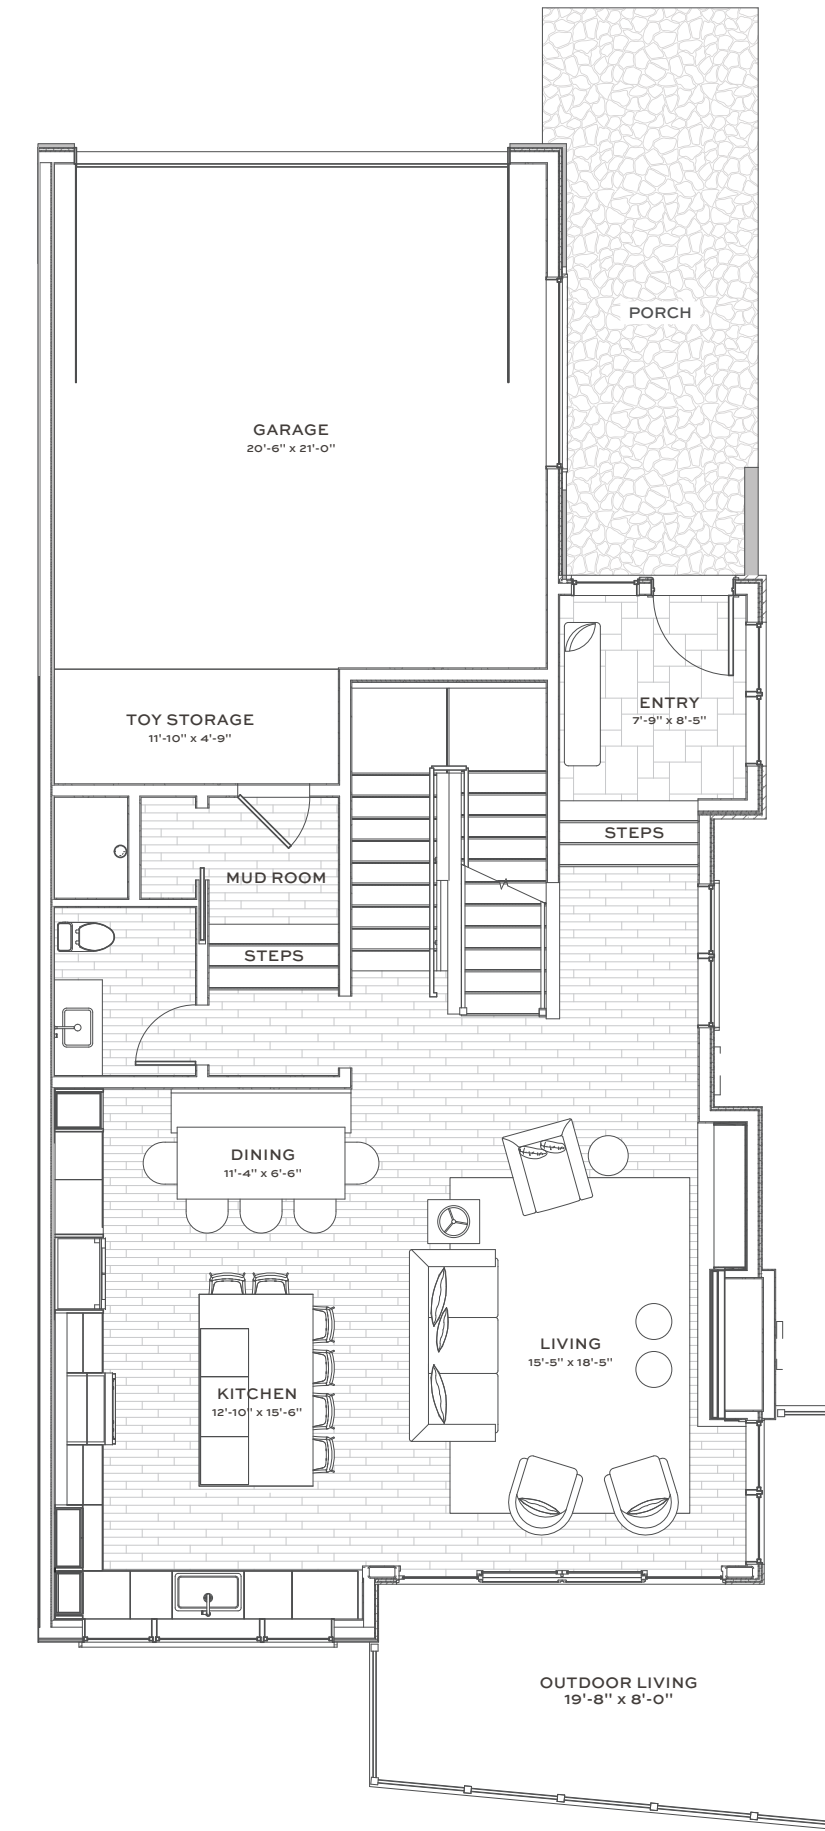 PORCH
GARAGE
20'-6" x 21'-0"
ENTRY
7'-9" x 8'-5"
TOY STORAGE
11'-10" x 4'-9"
STEPS
MUD ROOM
STEPS
DINING
11'-4" x 6'-6"
LIVING
15'-5" x 18'-5"
KITCHEN
12'-10" x 15'-6"
OUTDOOR LIVING
19'-8" x 8'-0"